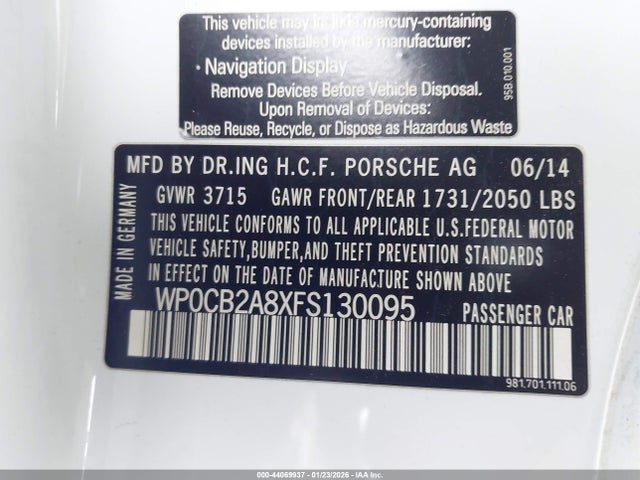 This vehicle may include mercury-containing
devices installed by the manufacturer:
• Navigation Display
Remove Devices Before Vehicle Disposal.
Upon Removal of Devices:
Please Reuse, Recycle, or Dispose as Hazardous Waste
95B.010.001
MADE IN GERMANY
MFD BY DR.ING H.C.F. PORSCHE AG 06/14
GVWR 3715 GAWR FRONT/REAR 1731/2050 LBS
THIS VEHICLE CONFORMS TO ALL APPLICABLE U.S.FEDERAL MOTOR
VEHICLE SAFETY,BUMPER,AND THEFT PREVENTION STANDARDS
IN EFFECT ON THE DATE OF MANUFACTURE SHOWN ABOVE.
WP0CB2A8XFS130095 PASSENGER CAR
981.701.111.06
000-44069937 - 01/23/2026 - IAA Inc.